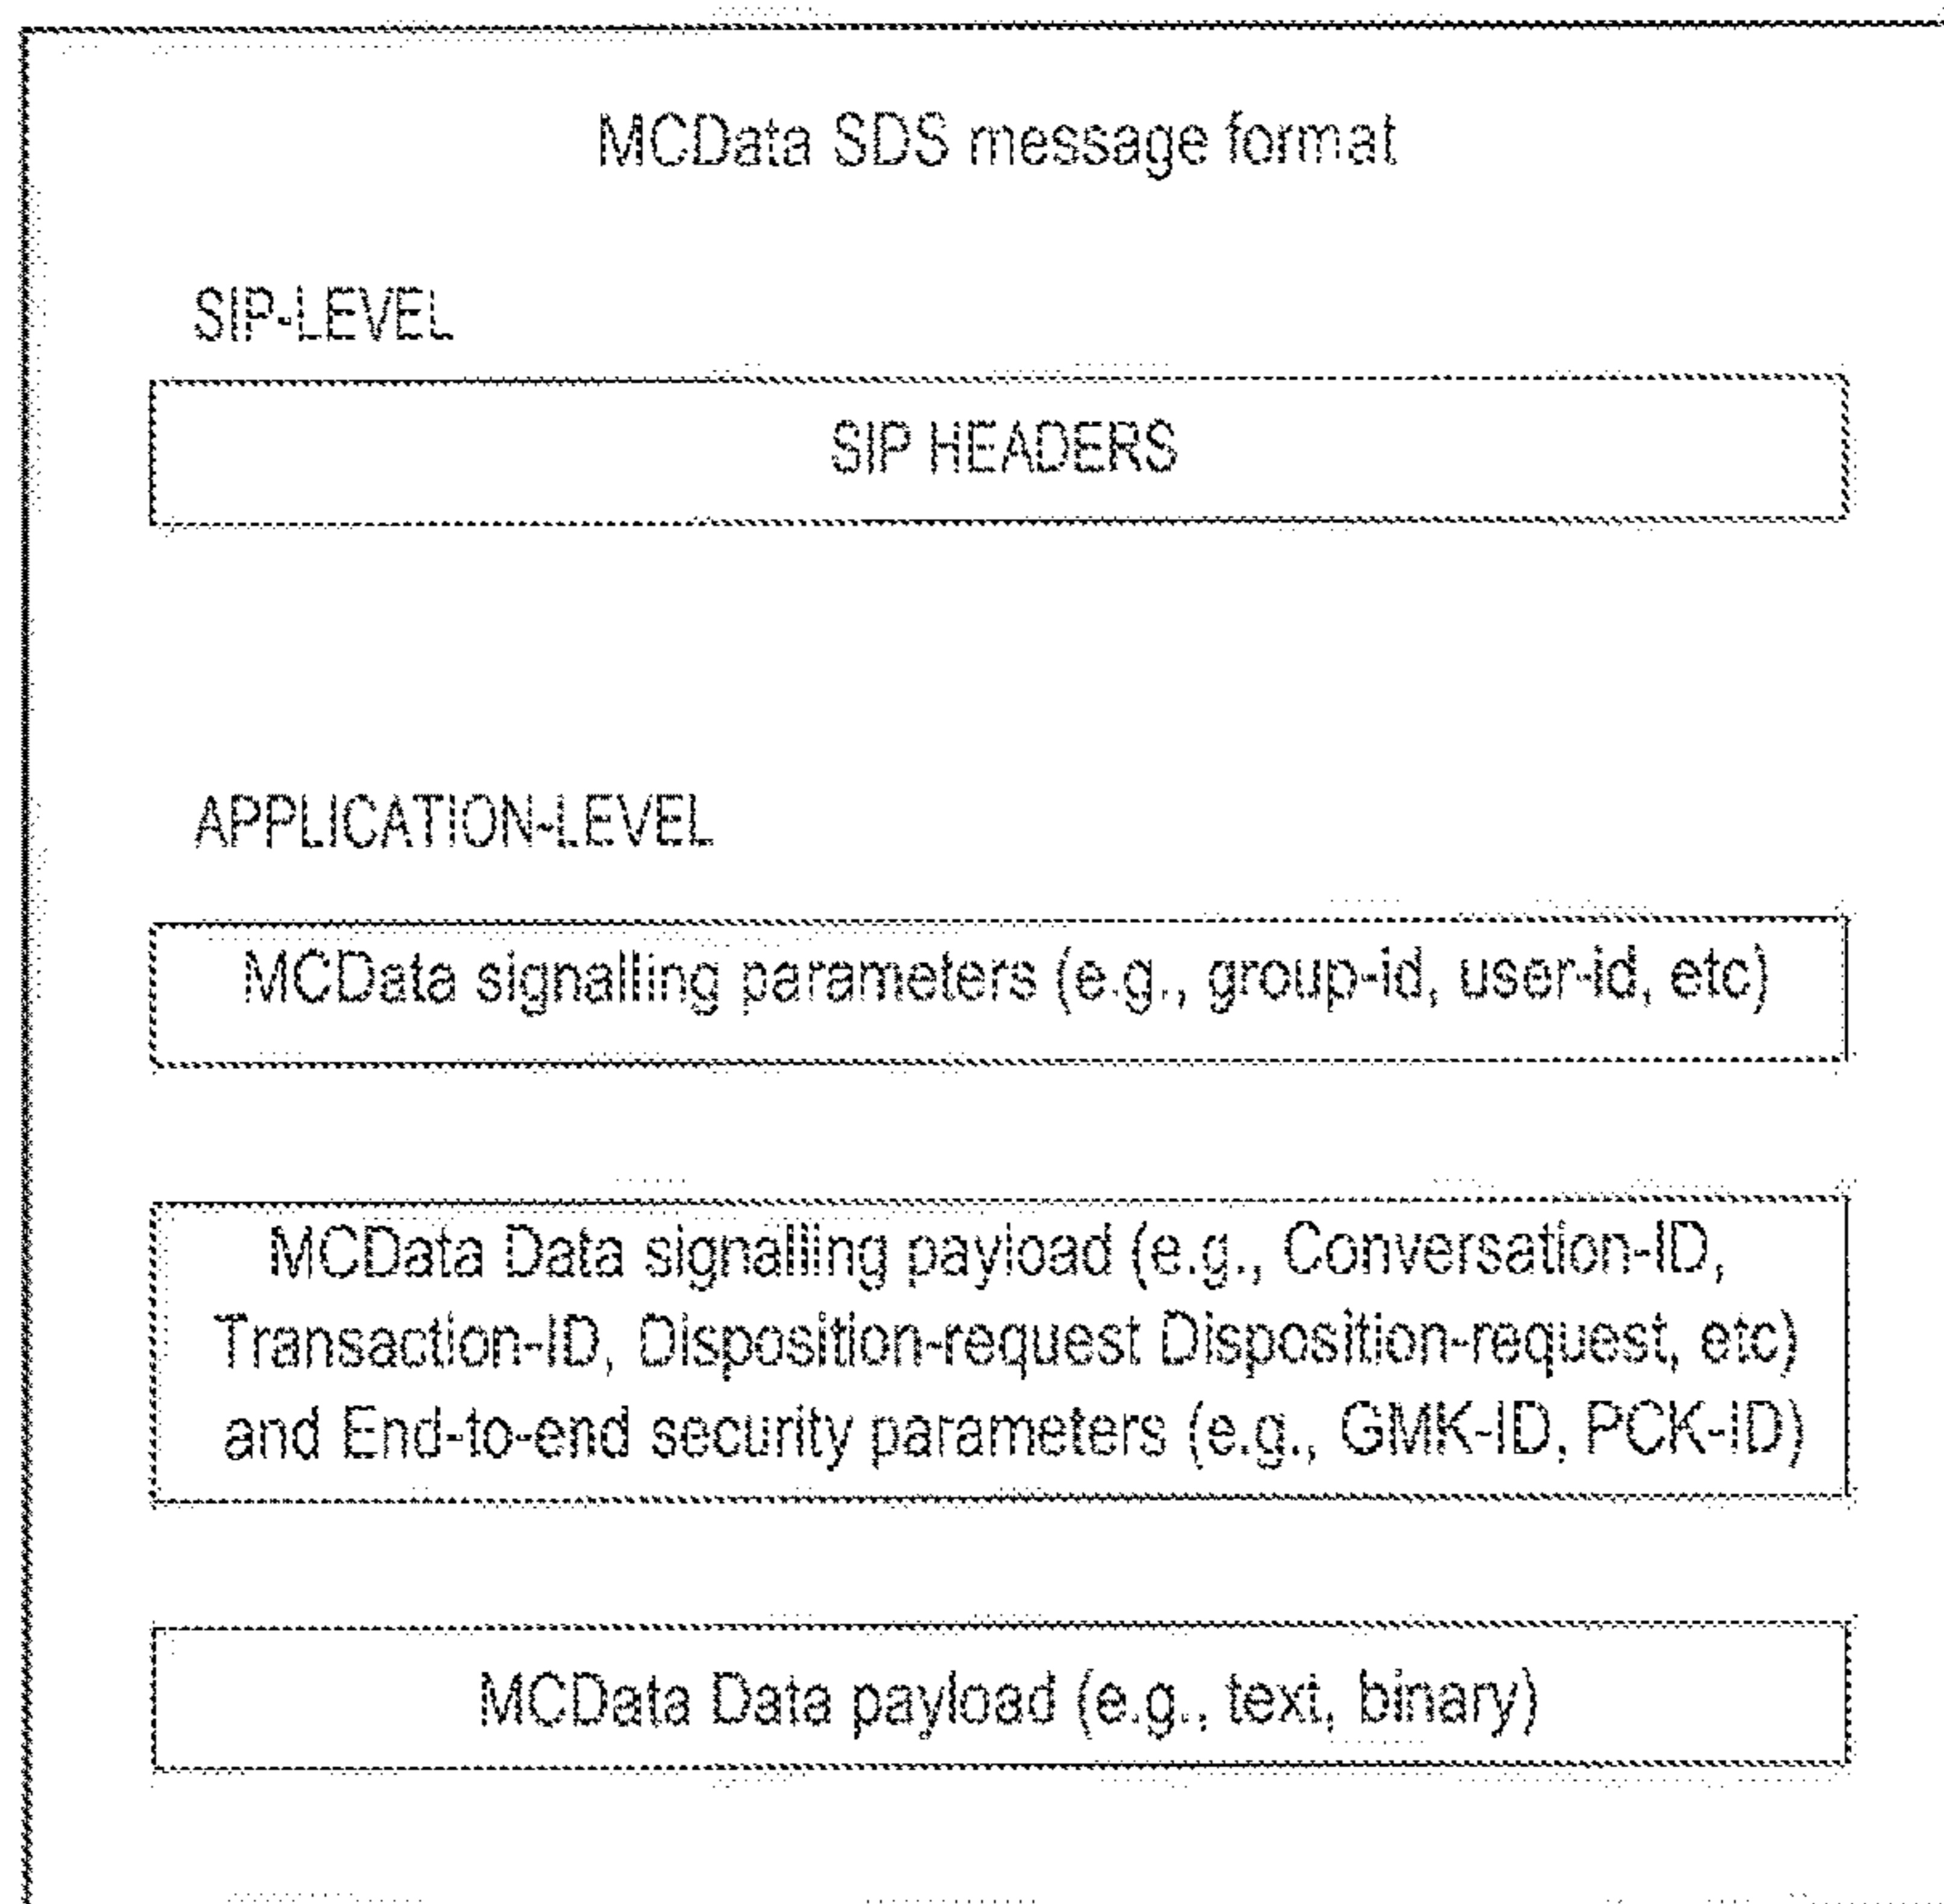 MCData SDS message format
SIP-LEVEL
SIP HEADERS
APPLICATION-LEVEL
MCData signalling parameters (e.g., group-id, user-id, etc)
MCData Data signalling payload (e.g., Conversation-ID,
Transaction-ID, Disposition-request Disposition-request, etc)
and End-to-end security parameters (e.g., GMK-ID, PCK-ID)
MCData Data payload (e.g., text, binary)